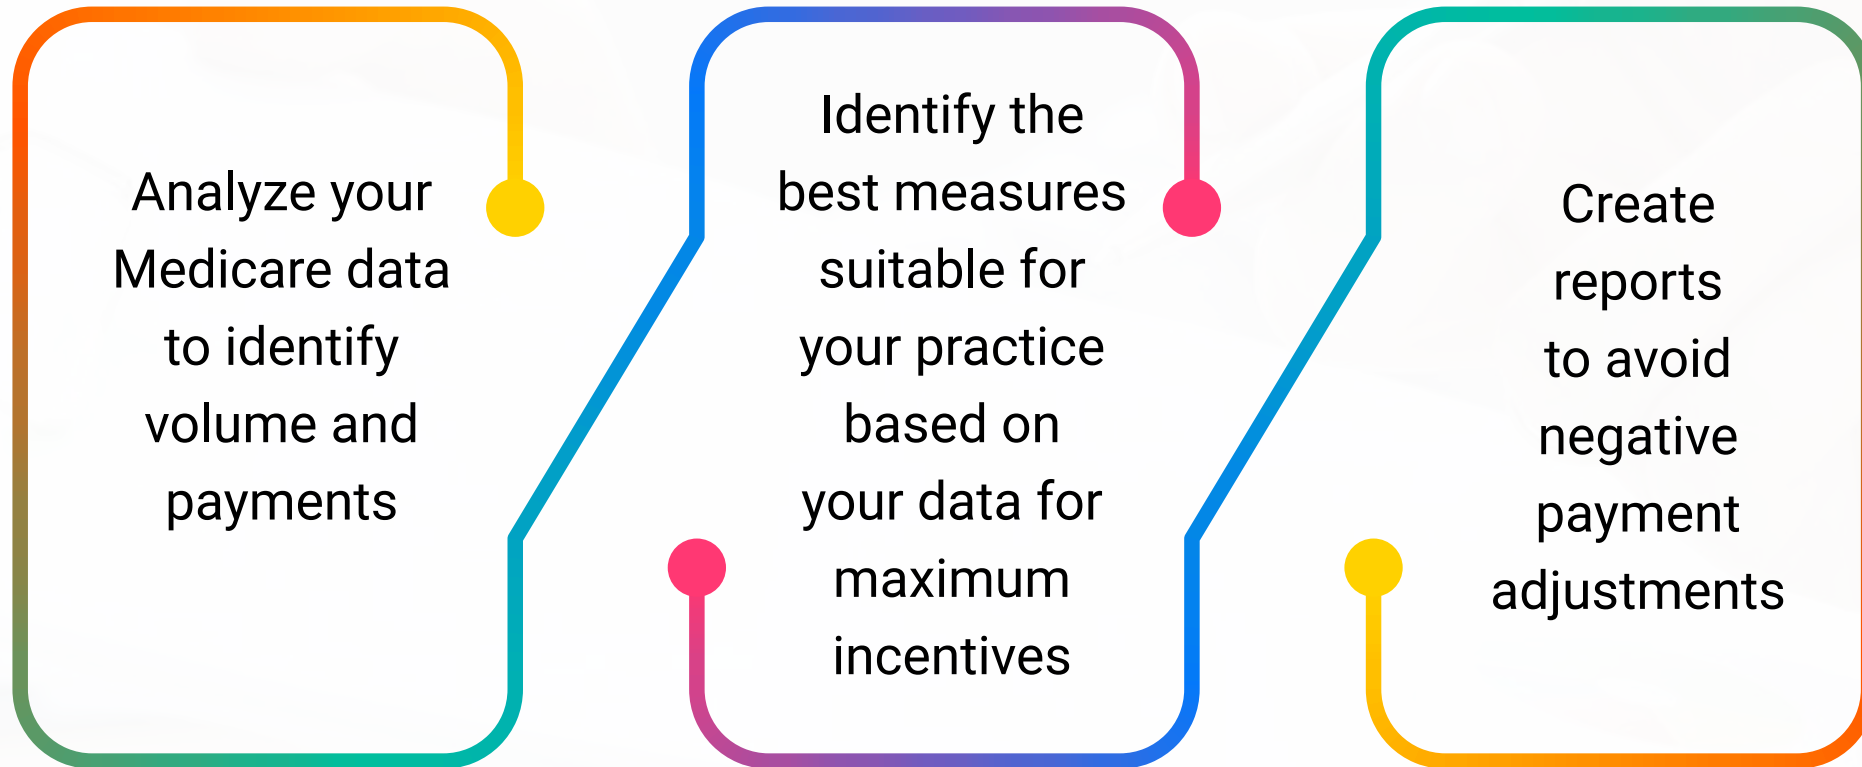 Analyze your
Medicare data
to identify
volume and
payments
Identify the
best measures
suitable for
your practice
based on
your data for
maximum
incentives
Create
reports
to avoid
negative
payment
adjustments